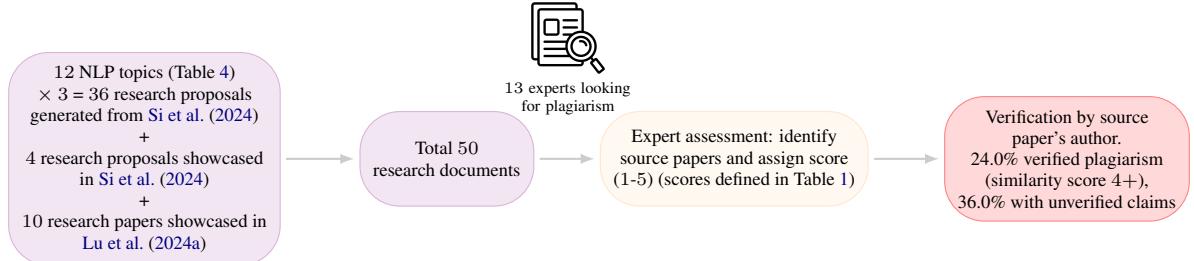 12 NLP topics (Table 4)
× 3 = 36 research proposals
generated from Si et al. (2024)
+
4 research proposals showcased
in Si et al. (2024)
+
10 research papers showcased in
Lu et al. (2024a)
Total 50
research documents
13 experts looking
for plagiarism
Expert assessment: identify
source papers and assign score
(1-5) (scores defined in Table 1)
Verification by source
paper's author.
24.0% verified plagiarism
(similarity score 4+),
36.0% with unverified claims